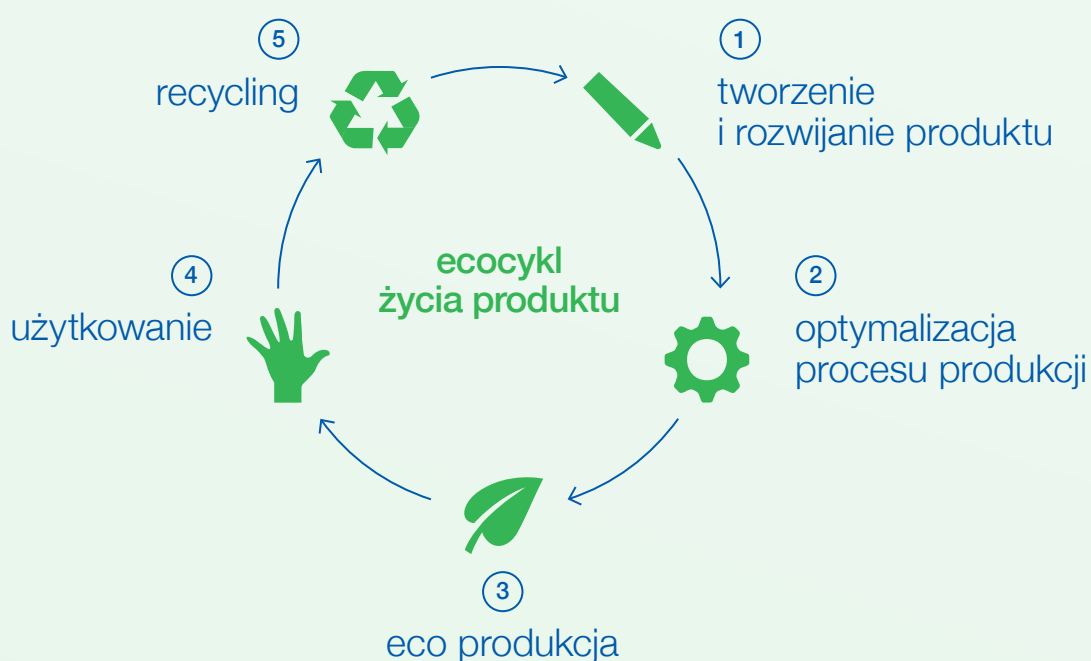 ecocykl
życia produktu
1
tworzenie
i rozwijanie produktu
2
optymalizacja
procesu produkcji
3
eco produkcja
4
użytkowanie
5
recycling